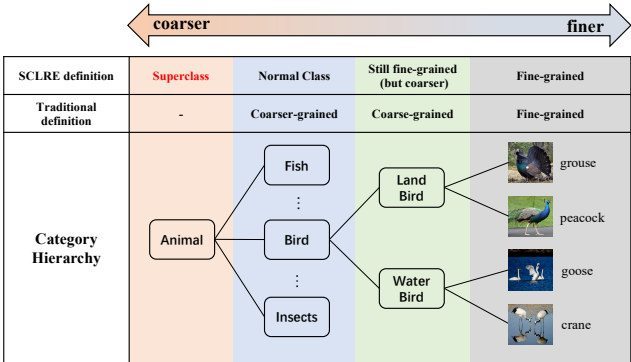 coarser finer
SCLRE definition Superclass Normal Class Still fine-grained Fine-grained
(but coarser)
Traditional - Coarser-grained Coarse-grained Fine-grained
definition
Category
Hierarchy
Animal
Fish
⋮
Bird
⋮
Insects
Land
Bird
Water
Bird
grouse
peacock
goose
crane